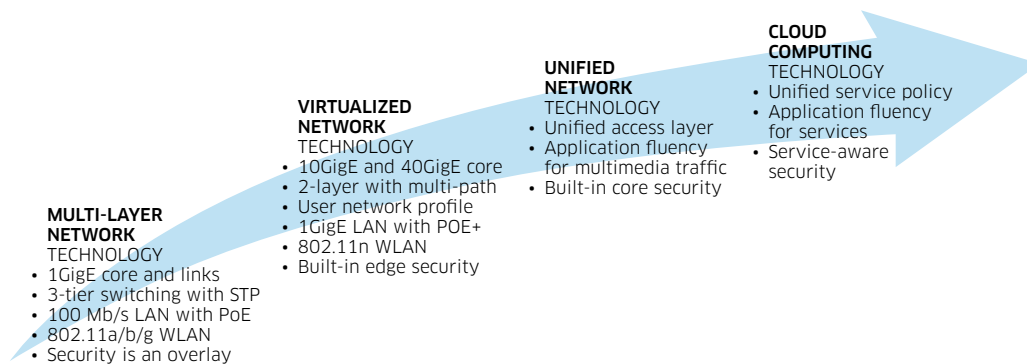 MULTI-LAYER
NETWORK
TECHNOLOGY
• 1GigE core and links
• 3-tier switching with STP
• 100 Mb/s LAN with PoE
• 802.11a/b/g WLAN
• Security is an overlay
VIRTUALIZED
NETWORK
TECHNOLOGY
• 10GigE and 40GigE core
• 2-layer with multi-path
• User network profile
• 1GigE LAN with POE+
• 802.11n WLAN
• Built-in edge security
UNIFIED
NETWORK
TECHNOLOGY
• Unified access layer
• Application fluency
for multimedia traffic
• Built-in core security
CLOUD
COMPUTING
TECHNOLOGY
• Unified service policy
• Application fluency
for services
• Service-aware
security